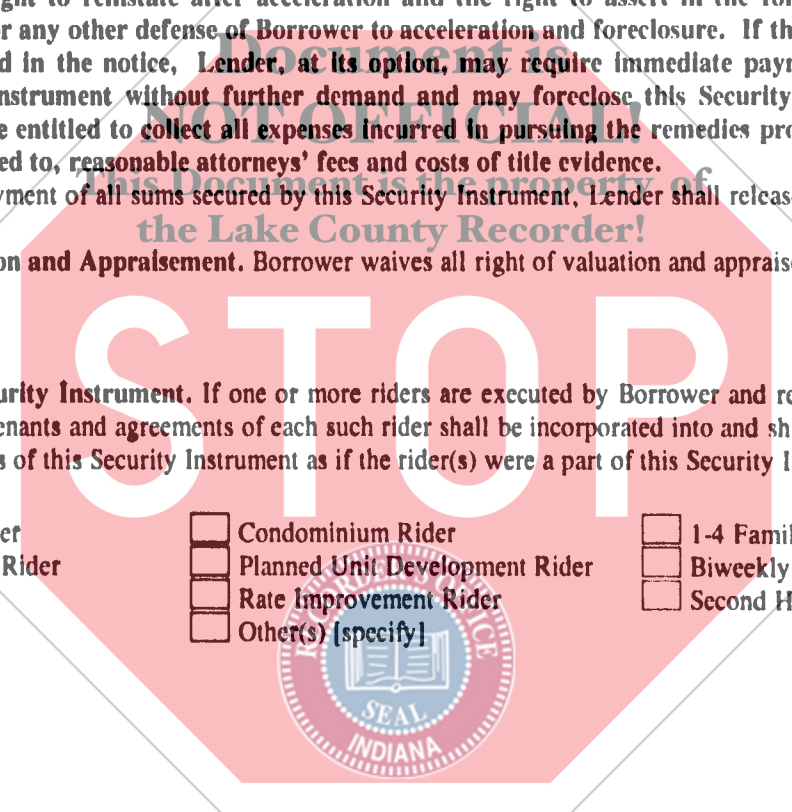 ght to reinstate after acceleration and the right to assert in the fo
r any other defense of Borrower to acceleration and foreclosure. If th
Document is
d in the notice, Lender, at its option, may require immediate paym
nstrument without further demand and may foreclose this Security
NOT OFFICIAL!
e entitled to collect all expenses incurred in pursuing the remedies pro
ed to, reasonable attorneys' fees and costs of title evidence.
This Document is the property of
yment of all sums secured by this Security Instrument, Lender shall releas
the Lake County Recorder!
on and Appraisement. Borrower waives all right of valuation and appraise
STOP
urity Instrument. If one or more riders are executed by Borrower and re
enants and agreements of each such rider shall be incorporated into and sh
s of this Security Instrument as if the rider(s) were a part of this Security I
er Condominium Rider 1-4 Famil
Rider Planned Unit Development Rider Biweekly
Rate Improvement Rider Second H
Other(s) [specify]
RECORDER'S OFFICE
SEAL
INDIANA